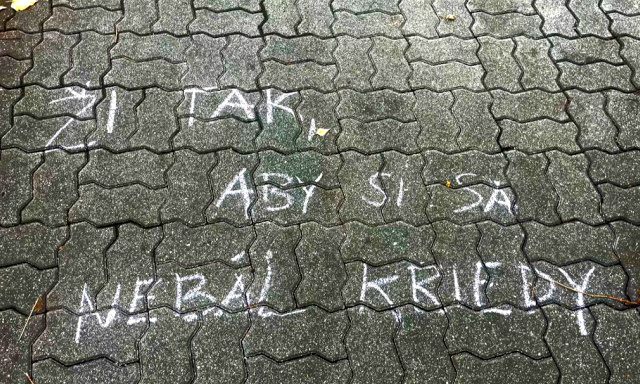 ŽI TAK,
ABY SI SA
NEBÁL KRIEDY